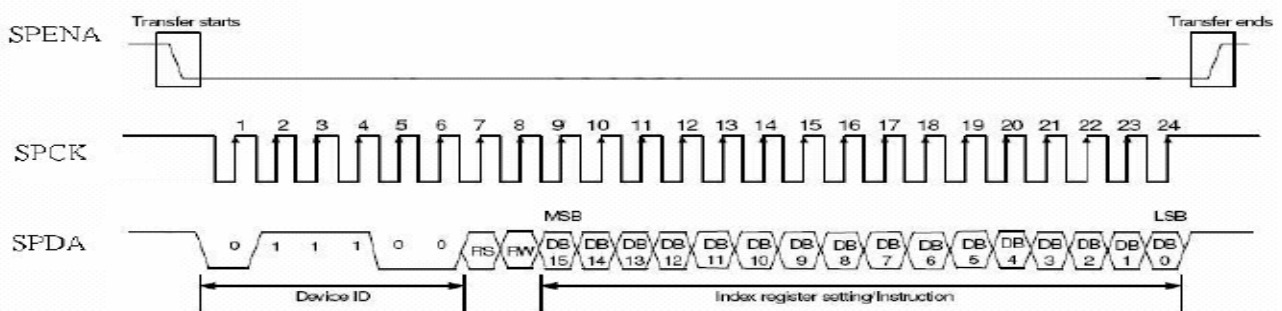 Transfer starts
Transfer ends
SPENA
1 2 3 4 5 6 7 8 9 10 11 12 13 14 15 16 17 18 19 20 21 22 23 24
SPCK
MSB
LSB
SPDA
0 1 1 1 0 0 RS RW DB 15 DB 14 DB 13 DB 12 DB 11 DB 10 DB 9 DB 8 DB 7 DB 6 DB 5 DB 4 DB 3 DB 2 DB 1 DB 0
Device ID
Index register setting/Instruction